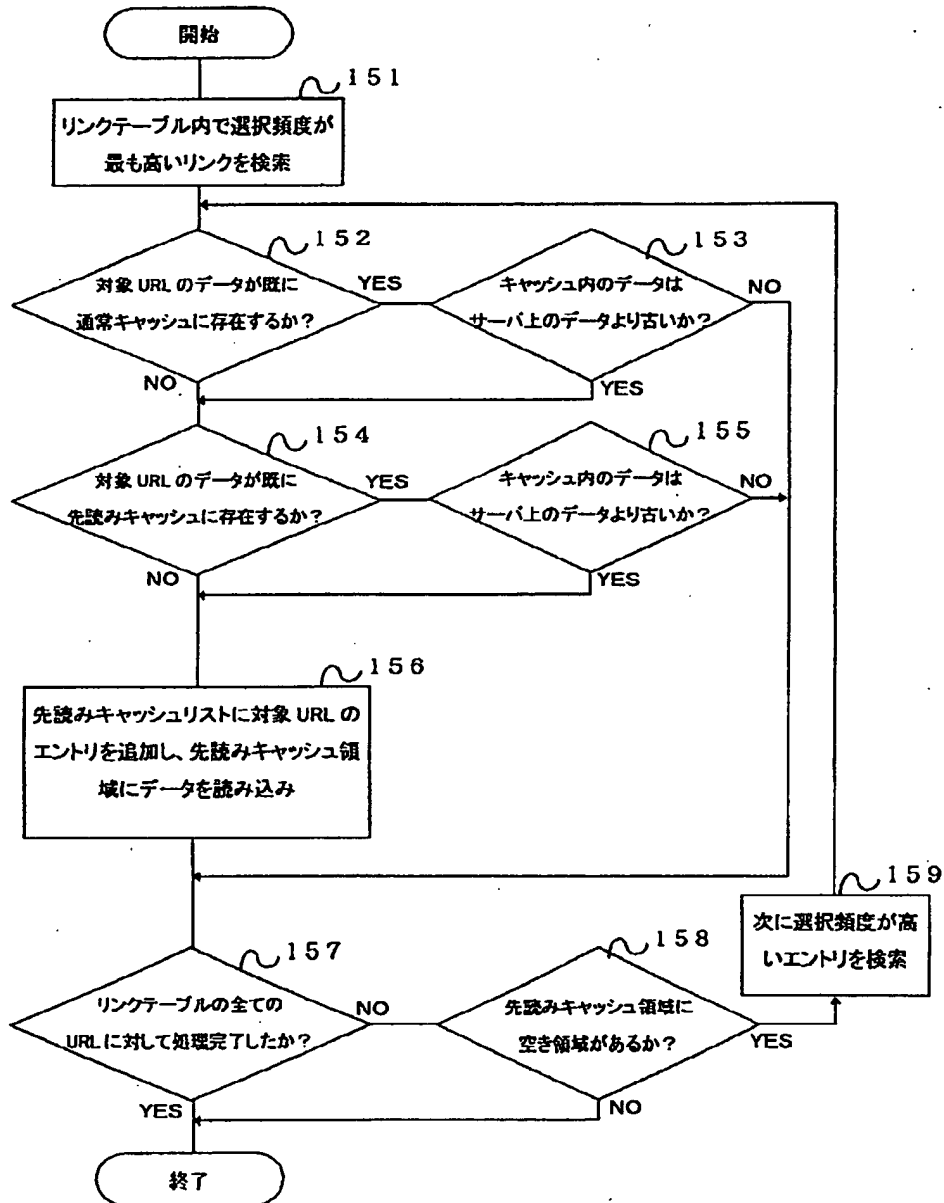 開始
151
リンクテーブル内で選択頻度が
最も高いリンクを検索
152
対象 URL のデータが既に
通常キャッシュに存在するか?
YES
NO
153
キャッシュ内のデータは
サーバ上のデータより古いか?
NO
YES
154
対象 URL のデータが既に
先読みキャッシュに存在するか?
YES
NO
155
キャッシュ内のデータは
サーバ上のデータより古いか?
NO
YES
156
先読みキャッシュリストに対象 URL の
エントリを追加し、先読みキャッシュ領
域にデータを読み込み
157
リンクテーブルの全ての
URL に対して処理完了したか?
NO
YES
158
先読みキャッシュ領域に
空き領域があるか?
YES
NO
159
次に選択頻度が高
いエントリを検索
終了